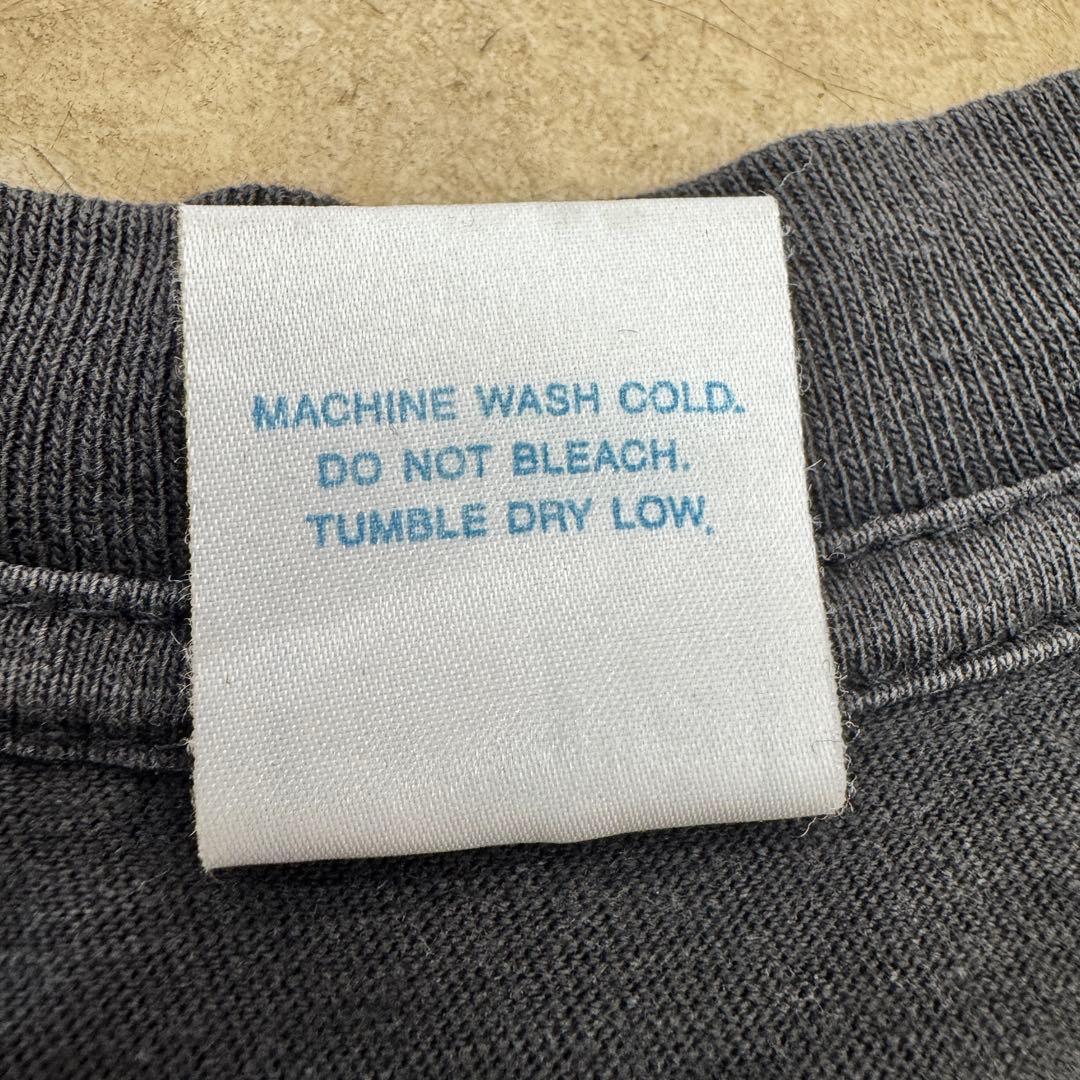 MACHINE WASH COLD.
DO NOT BLEACH.
TUMBLE DRY LOW.